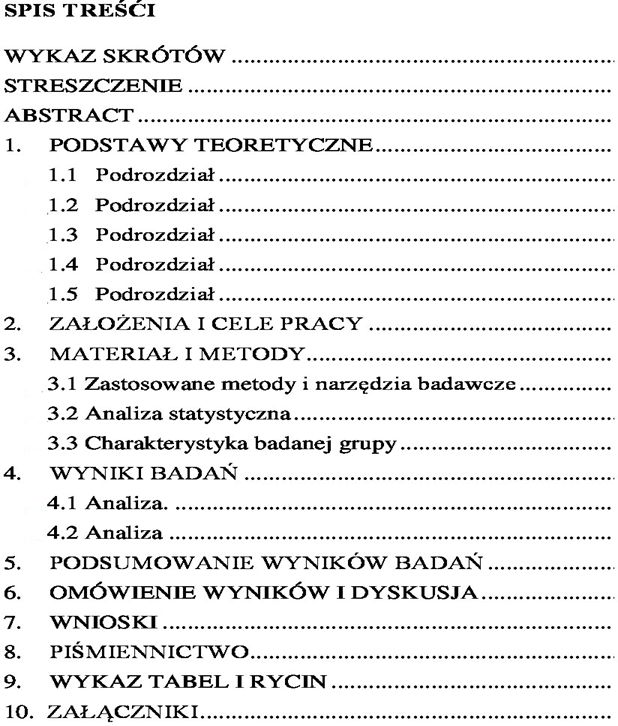 SPIS TREŚĆI
WYKAZ SKRÓTÓW ..............................................................
STRESZCZENIE ..............................................................
ABSTRACT ..............................................................
1. PODSTAWY TEORETYCZNE ........................................
1.1 Podrozdział ..............................................................
1.2 Podrozdział ..............................................................
1.3 Podrozdział ..............................................................
1.4 Podrozdział ..............................................................
1.5 Podrozdział ..............................................................
2. ZAŁOŻENIA I CELE PRACY ........................................
3. MATERIAŁ I METODY ..................................................
3.1 Zastosowane metody i narzędzia badawcze ...............
3.2 Analiza statystyczna ..................................................
3.3 Charakterystyka badanej grupy ...................................
4. WYNIKI BADAŃ ..............................................................
4.1 Analiza. ..............................................................
4.2 Analiza ..............................................................
5. PODSUMOWANIE WYNIKÓW BADAŃ ....................
6. OMÓWIENIE WYNIKÓW I DYSKUSJA ....................
7. WNIOSKI ..............................................................
8. PIŚMIENNICTWO ..............................................................
9. WYKAZ TABEL I RYCIN ..................................................
10. ZAŁĄCZNIKI ..............................................................